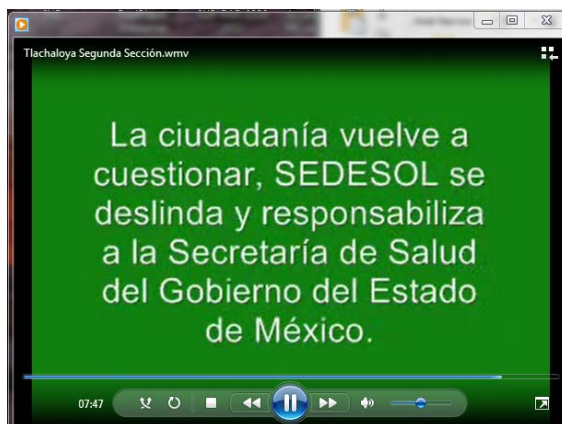 Tlachaloya Segunda Sección.wmv
La ciudadanía vuelve a
cuestionar, SEDESOL se
deslinda y responsabiliza
a la Secretaría de Salud
del Gobierno del Estado
de México.
07:47